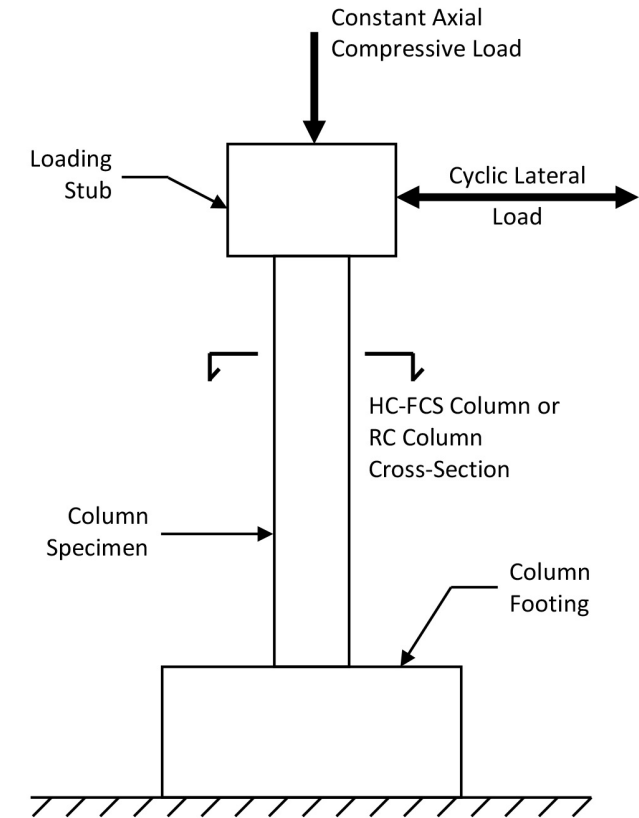 Constant Axial
Compressive Load
Loading
Stub
Cyclic Lateral
Load
HC-FCS Column or
RC Column
Cross-Section
Column
Specimen
Column
Footing